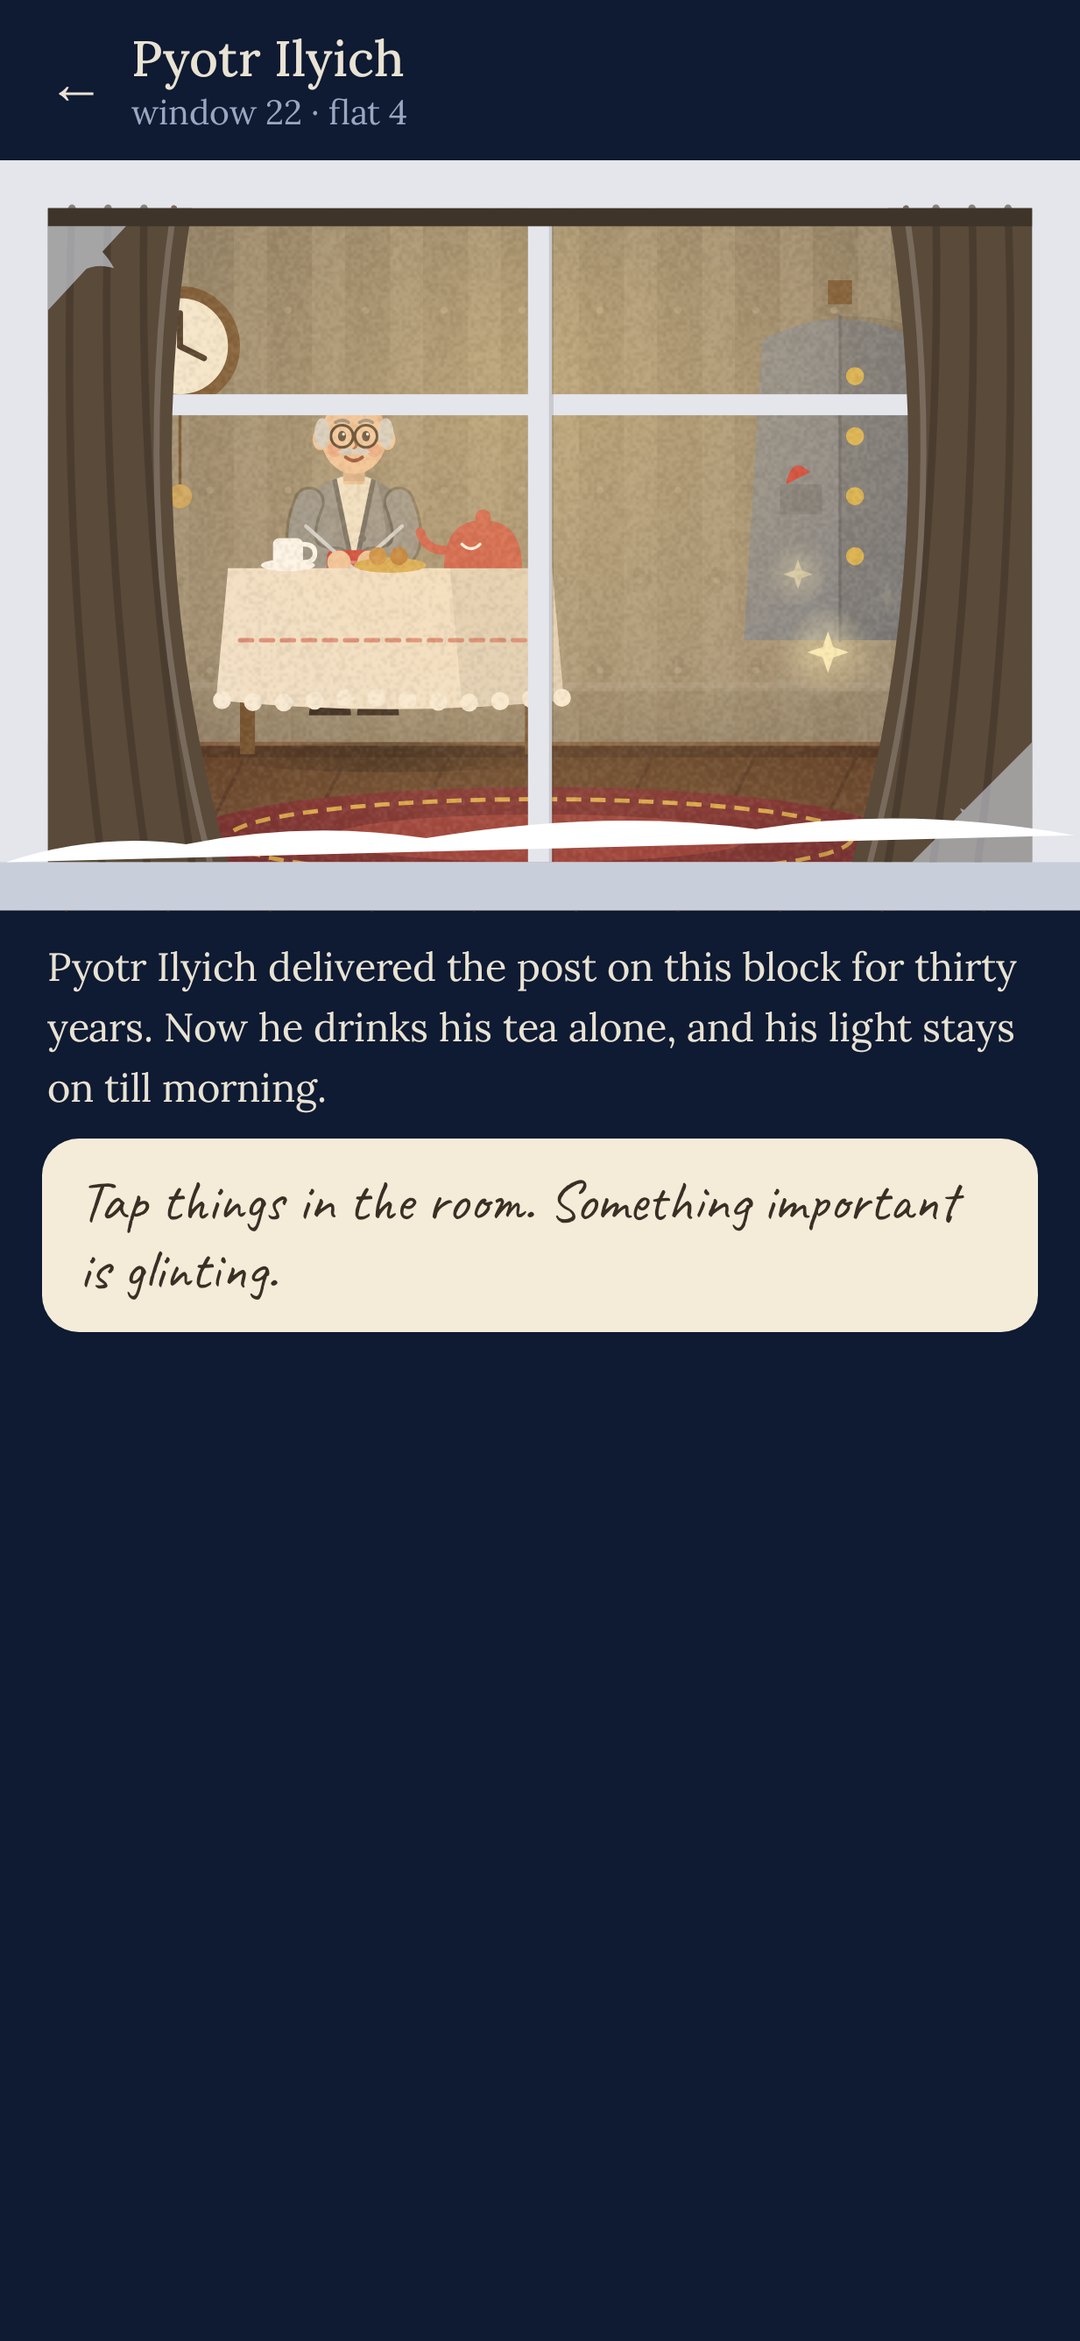 Pyotr Ilyich
window 22 · flat 4
Pyotr Ilyich delivered the post on this block for thirty
years. Now he drinks his tea alone, and his light stays
on till morning.
Tap things in the room. Something important
is glinting.